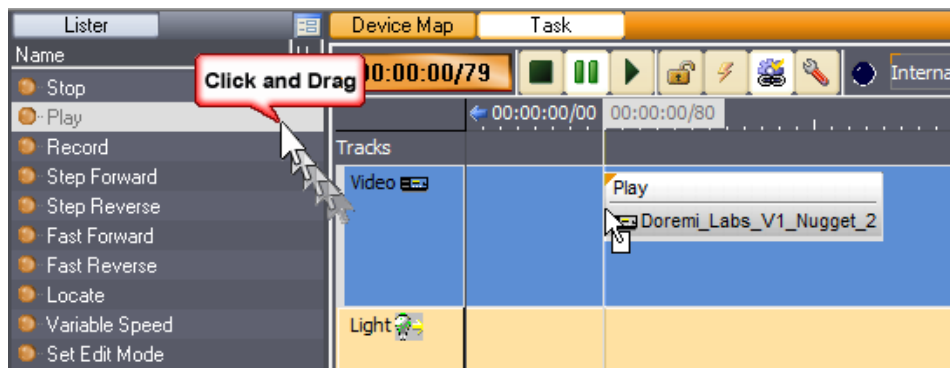 Lister
Device Map
Task
Name
Click and Drag
0:00:00/79
Interna
Stop
Play
00:00:00/00
00:00:00/80
Record
Tracks
Step Forward
Video
Play
Step Reverse
Doremi_Labs_V1_Nugget_2
Fast Forward
Fast Reverse
Locate
Variable Speed
Light
Set Edit Mode